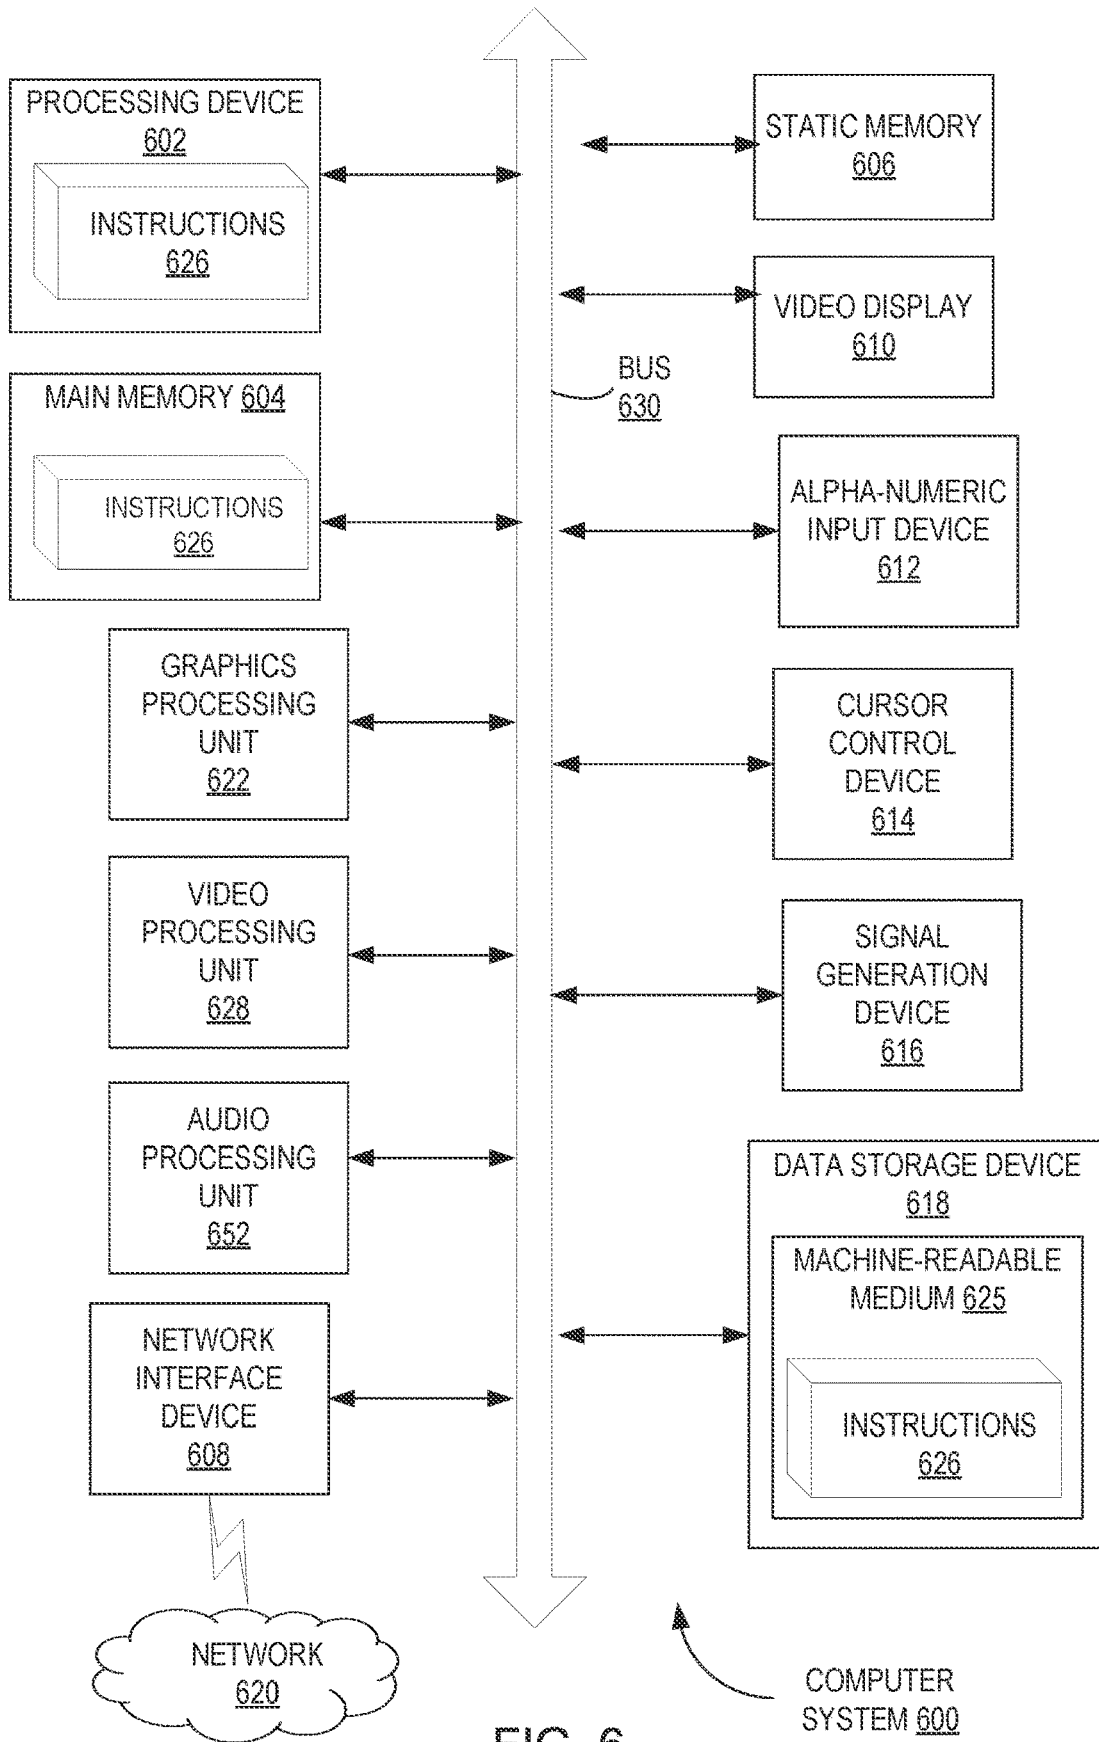 PROCESSING DEVICE
602
INSTRUCTIONS
626
MAIN MEMORY 604
INSTRUCTIONS
626
GRAPHICS
PROCESSING
UNIT
622
VIDEO
PROCESSING
UNIT
628
AUDIO
PROCESSING
UNIT
652
NETWORK
INTERFACE
DEVICE
608
NETWORK
620
BUS
630
STATIC MEMORY
606
VIDEO DISPLAY
610
ALPHA-NUMERIC
INPUT DEVICE
612
CURSOR
CONTROL
DEVICE
614
SIGNAL
GENERATION
DEVICE
616
DATA STORAGE DEVICE
618
MACHINE-READABLE
MEDIUM 625
INSTRUCTIONS
626
COMPUTER
SYSTEM 600
FIG. 6